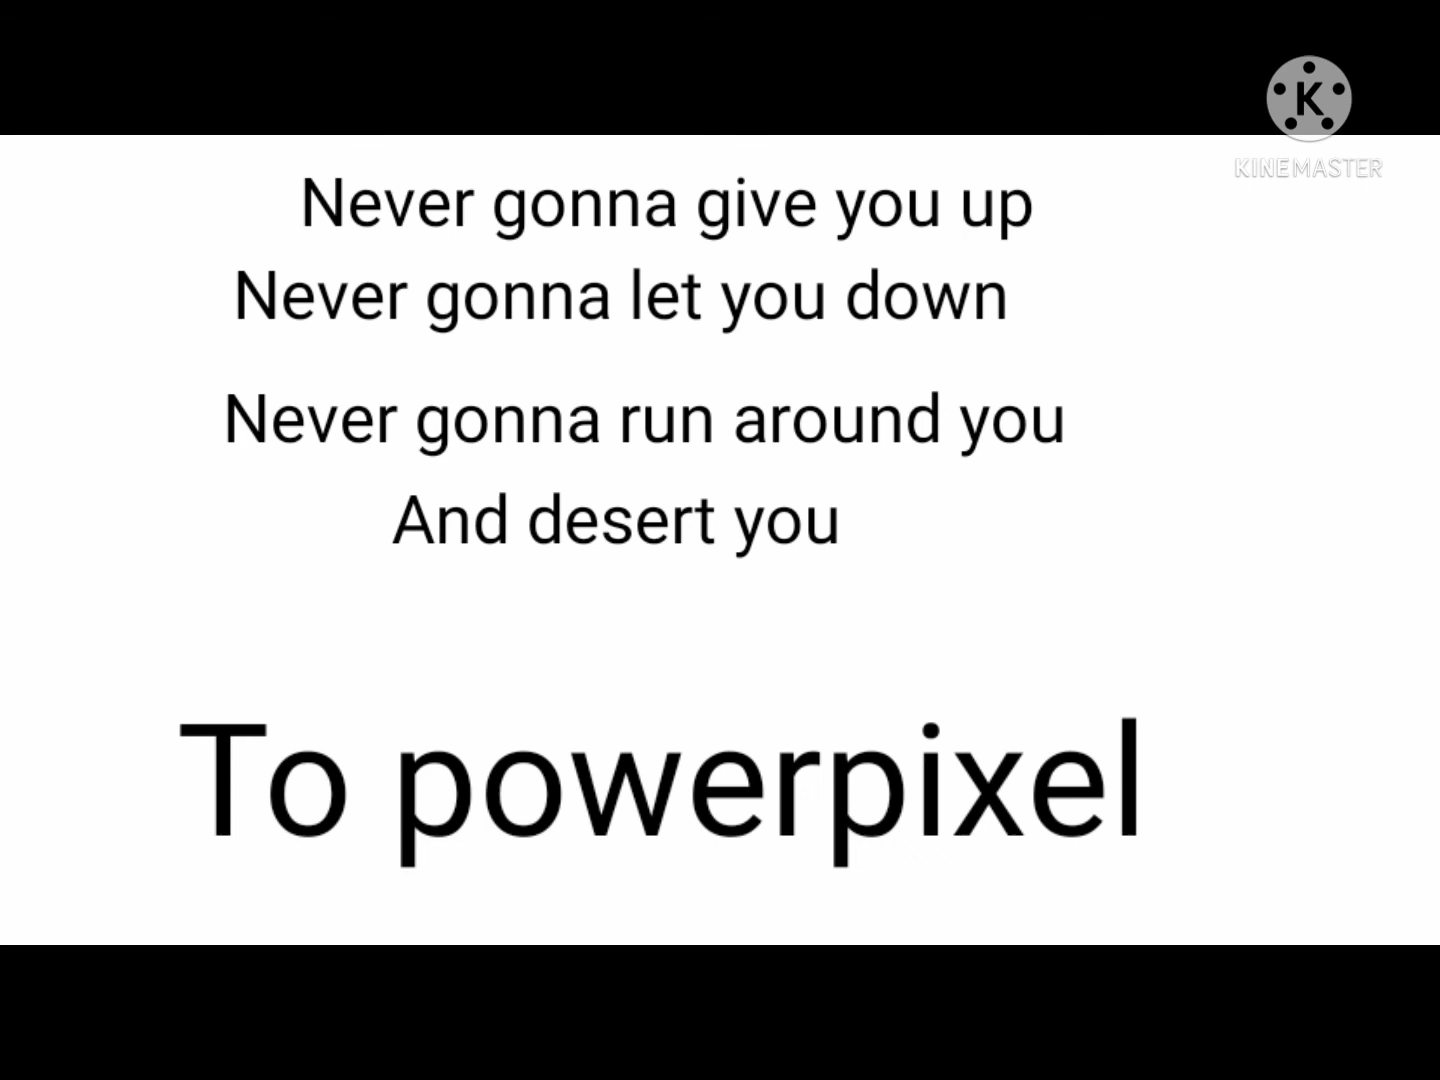 K
KINEMASTER
Never gonna give you up
Never gonna let you down
Never gonna run around you
And desert you
To powerpixel